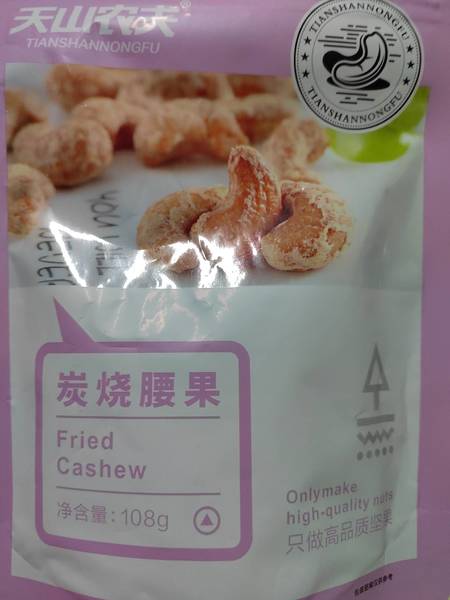 天山农夫
TIANSHANNONGFU
TIANSHANNONGFU
TIANSHANNONGFU
炭烧腰果
Fried
Cashew
净含量:108g
Onlymake
high-quality nuts
只做高品质坚果